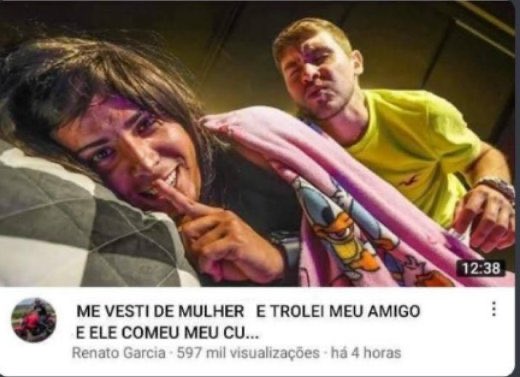 12:38
ME VESTI DE MULHER E TROLEI MEU AMIGO
E ELE COMEU MEU CU...
Renato Garcia · 597 mil visualizações · há 4 horas